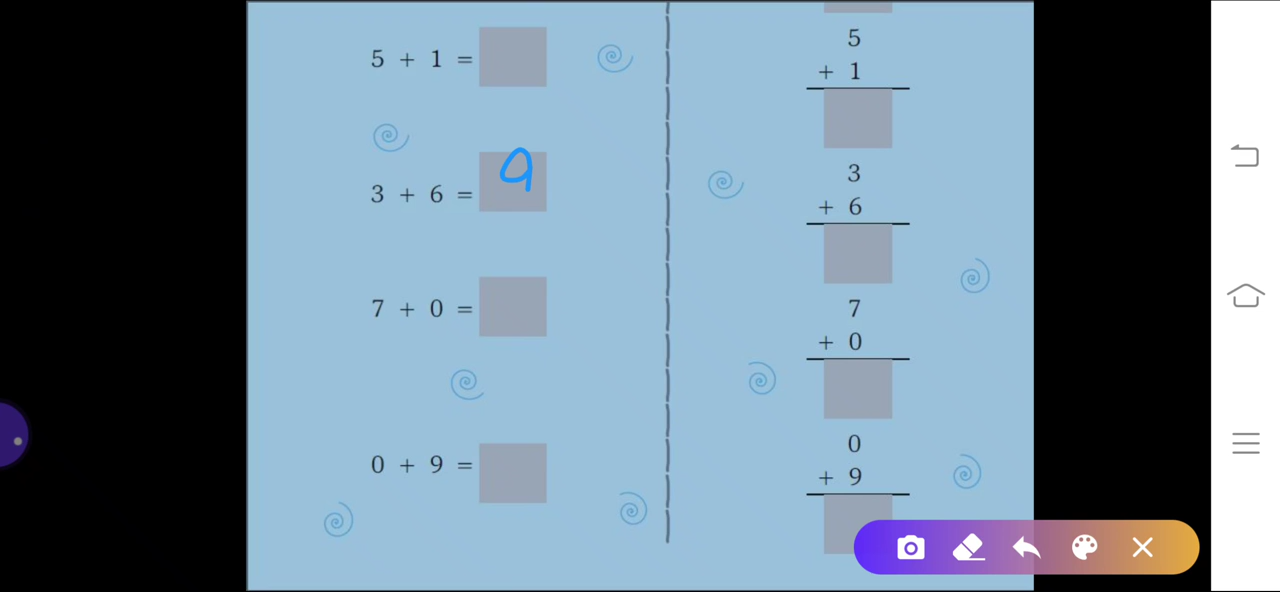 5 + 1 =
3 + 6 = 9
7 + 0 =
0 + 9 =
5
+ 1
3
+ 6
7
+ 0
0
+ 9